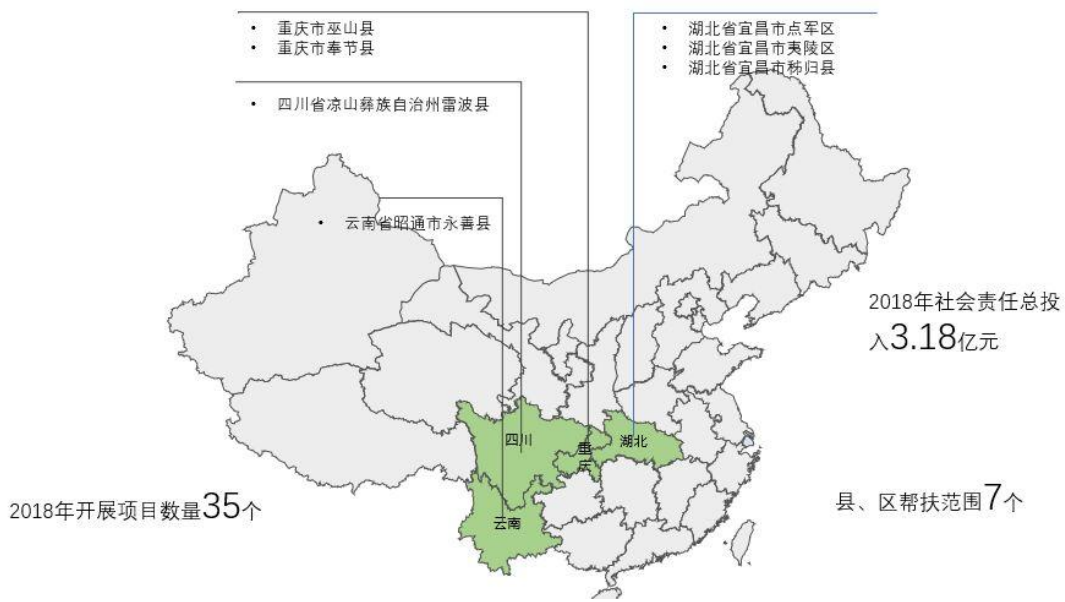 • 重庆市巫山县
• 重庆市奉节县
• 湖北省宜昌市点军区
• 湖北省宜昌市夷陵区
• 湖北省宜昌市秭归县
• 四川省凉山彝族自治州雷波县
• 云南省昭通市永善县
2018年社会责任总投
入3.18亿元
四川
重庆
湖北
云南
2018年开展项目数量35个
县、区帮扶范围7个